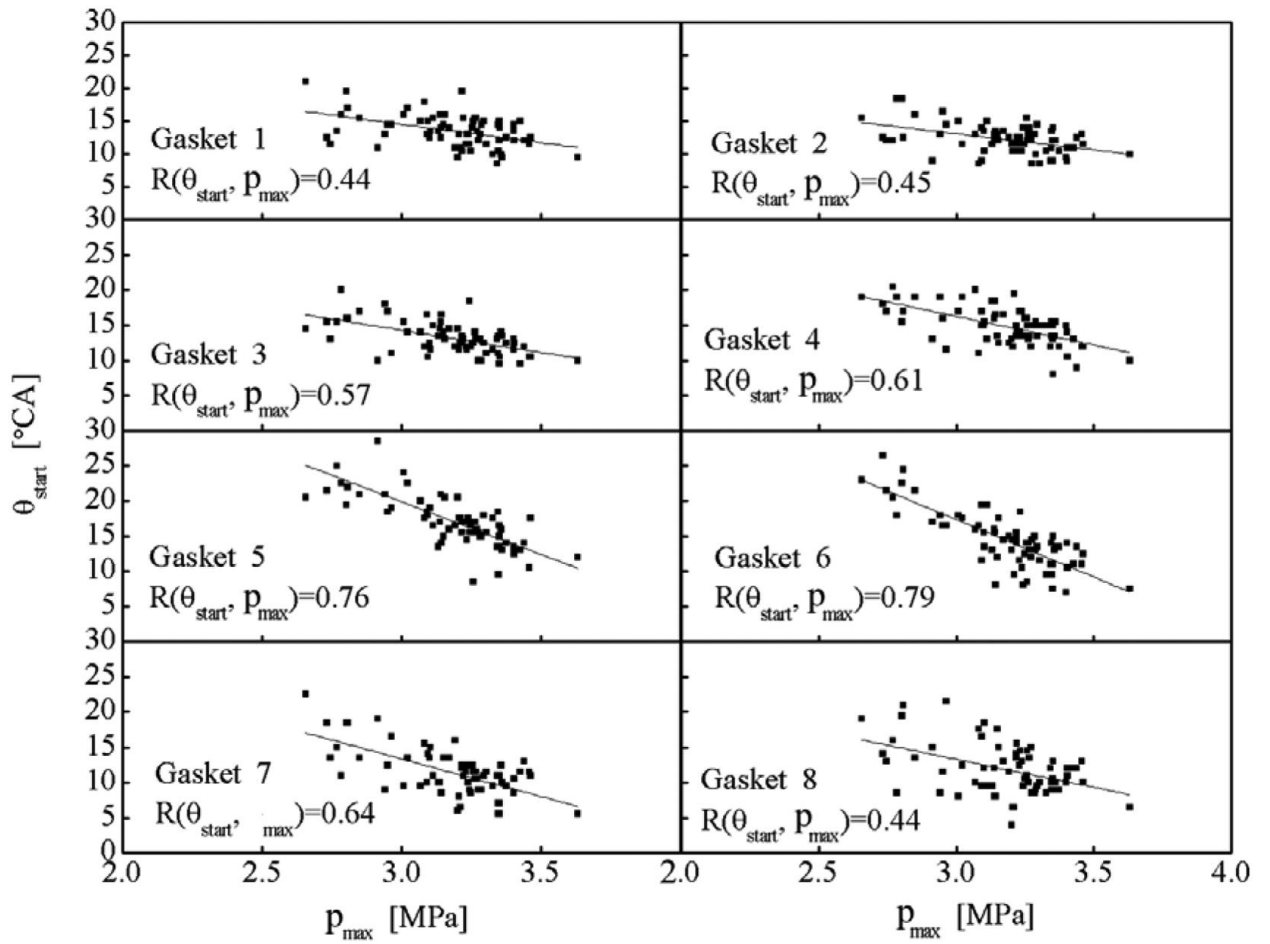 30
25
20
15
10
5
Gasket 1
R(θstart, pmax)=0.44
Gasket 2
R(θstart, pmax)=0.45
30
25
20
15
10
5
Gasket 3
R(θstart, pmax)=0.57
Gasket 4
R(θstart, pmax)=0.61
θstart [°CA]
30
25
20
15
10
5
Gasket 5
R(θstart, pmax)=0.76
Gasket 6
R(θstart, pmax)=0.79
30
25
20
15
10
5
0
Gasket 7
R(θstart, max)=0.64
Gasket 8
R(θstart, pmax)=0.44
2.0 2.5 3.0 3.5 2.0 2.5 3.0 3.5 4.0
pmax [MPa] pmax [MPa]